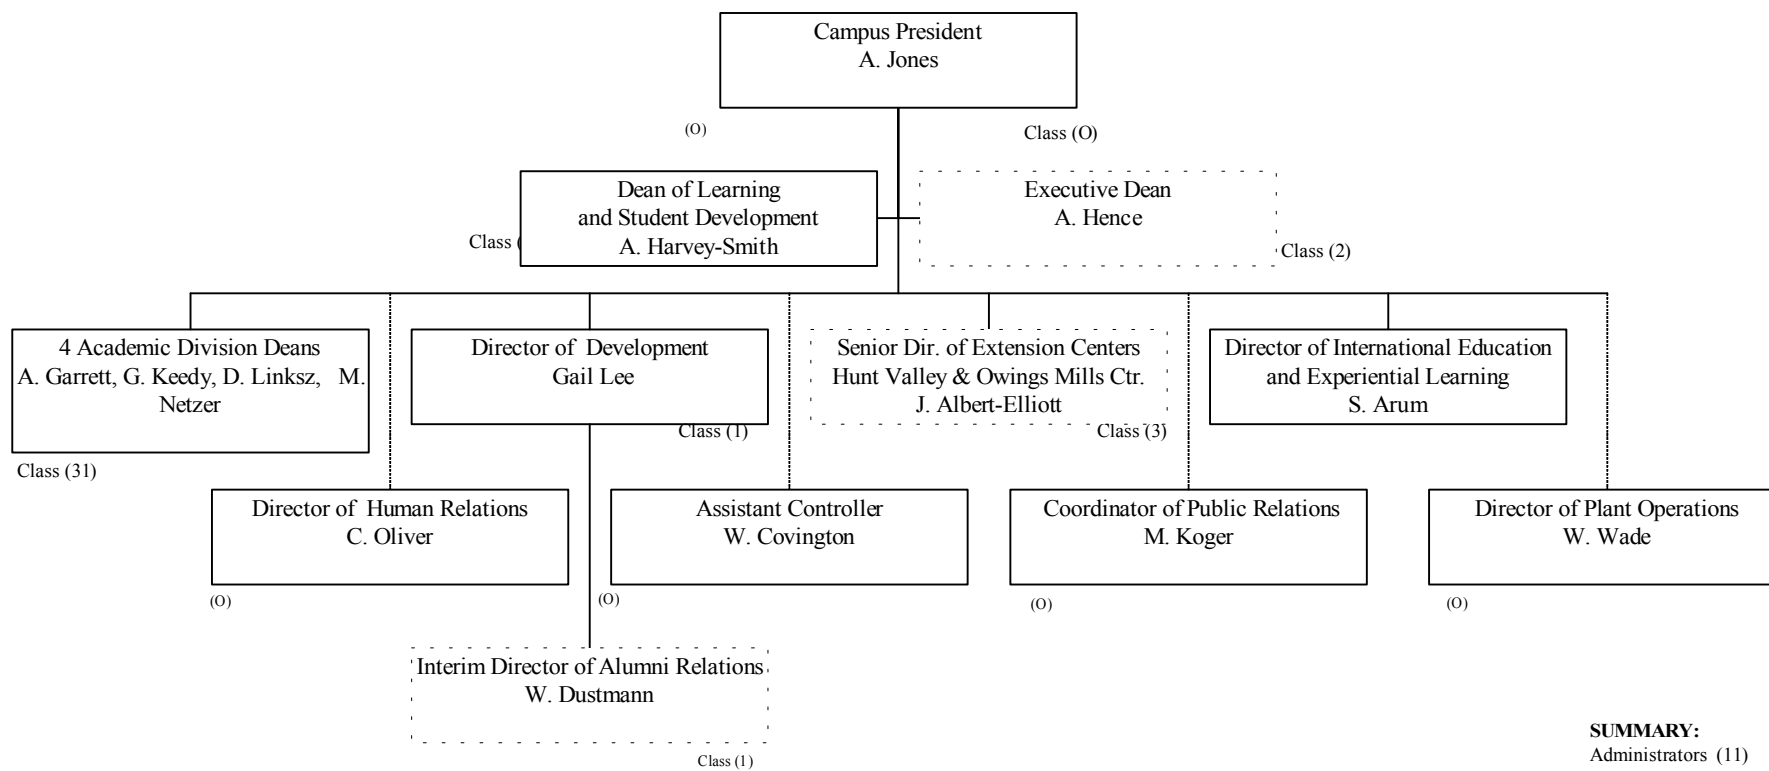 Campus President
A. Jones
(O)
Class (O)
Dean of Learning
and Student Development
A. Harvey-Smith
Class (
Executive Dean
A. Hence
Class (2)
4 Academic Division Deans
A. Garrett, G. Keedy, D. Linksz, M.
Netzer
Class (31)
Director of Development
Gail Lee
Class (1)
Senior Dir. of Extension Centers
Hunt Valley & Owings Mills Ctr.
J. Albert-Elliott
Class (3)
Director of International Education
and Experiential Learning
S. Arum
Director of Human Relations
C. Oliver
(O)
Assistant Controller
W. Covington
(O)
Coordinator of Public Relations
M. Koger
(O)
Director of Plant Operations
W. Wade
(O)
Interim Director of Alumni Relations
W. Dustmann
Class (1)
SUMMARY:
Administrators (11)